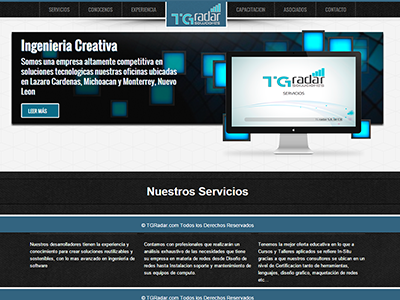 SERVICIOS CONOCENOS EXPERIENCIA TGradar SOLUCIONES CAPACITACION ASOCIADOS CONTACTO
Ingenieria Creativa
Somos una empresa altamente competitiva en
soluciones tecnologicas nuestras oficinas ubicadas
en Lazaro Cardenas, Michoacan y Monterrey, Nuevo
Leon
LEER MÁS
TGradar
SERVICIOS
Nuestros Servicios
© TGRadar.com Todos los Derechos Reservados
Nuestros desarrolladores tienen la experiencia y
conocimiento para crear soluciones reutilizables y
sostenibles, con lo mas avanzado en ingenieria de
software
Contamos con profesionales que realizarán un
análisis exhaustivo de las necesidades que tiene
su empresa en materia de redes desde Diseño de
redes hasta Instalacion soporte y mantenimiento de
sus equipos de computo.
Tenemos la mejor oferta educativa en lo que a
Cursos y Talleres aplicados se refiere In-Situ
gracias a que nuestros consultores se ubican en un
nivel de Certificacion tanto de herramientas,
lenguajes, diseño grafico, maquetación de redes
etc...
© TGRadar.com Todos los Derechos Reservados